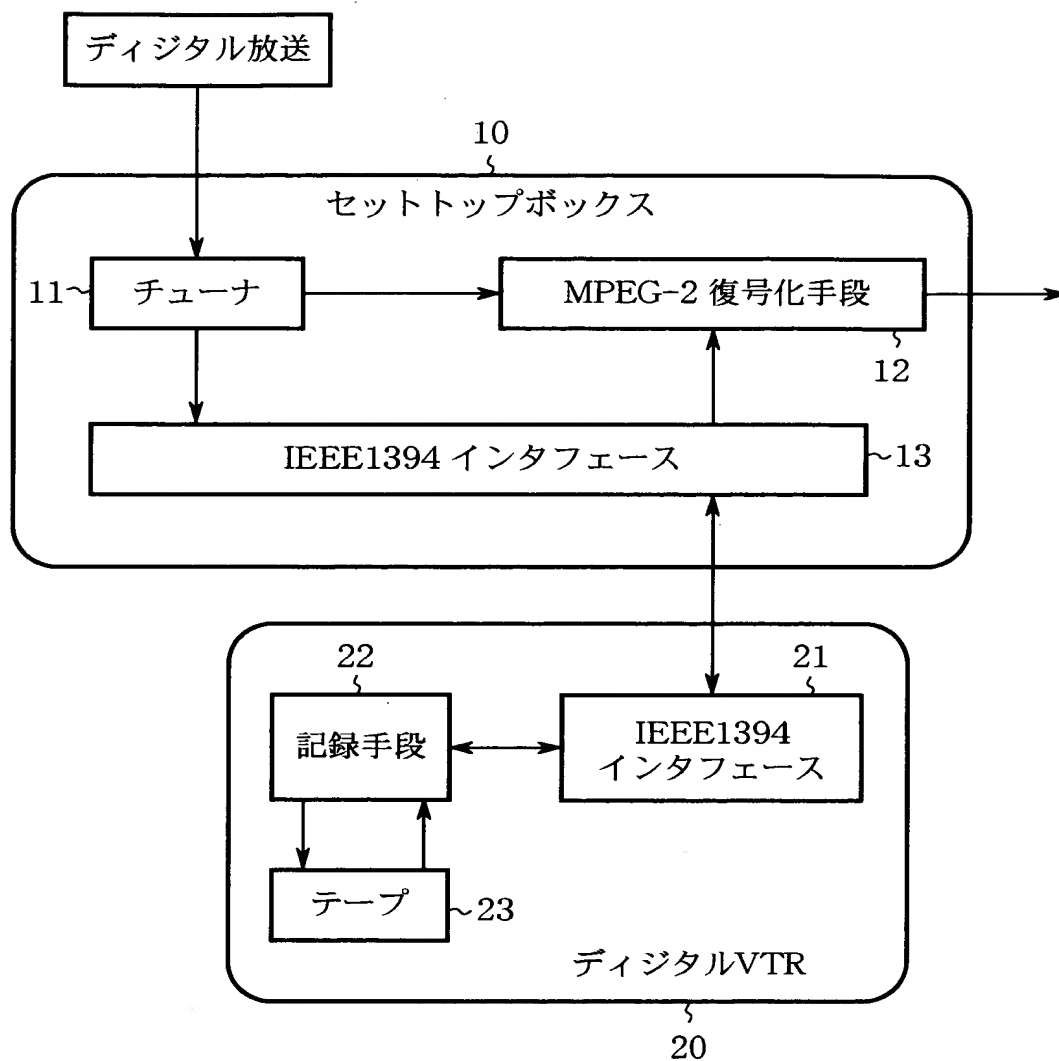 ディジタル放送
10
セットトップボックス
11
チューナ
MPEG-2 復号化手段
12
IEEE1394 インタフェース
13
22
21
記録手段
IEEE1394
インタフェース
テープ
23
ディジタルVTR
20